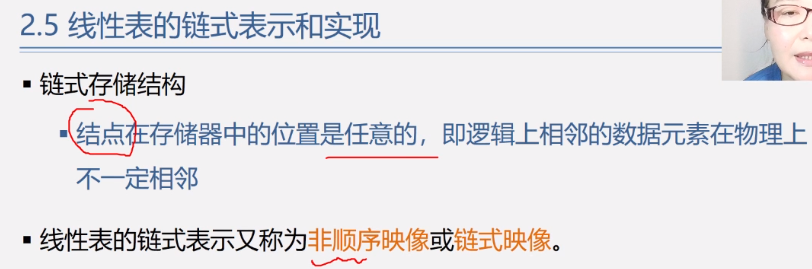 2.5 线性表的链式表示和实现
▪ 链式存储结构
▪ 结点在存储器中的位置是任意的，即逻辑上相邻的数据元素在物理上
不一定相邻
▪ 线性表的链式表示又称为非顺序映像或链式映像。